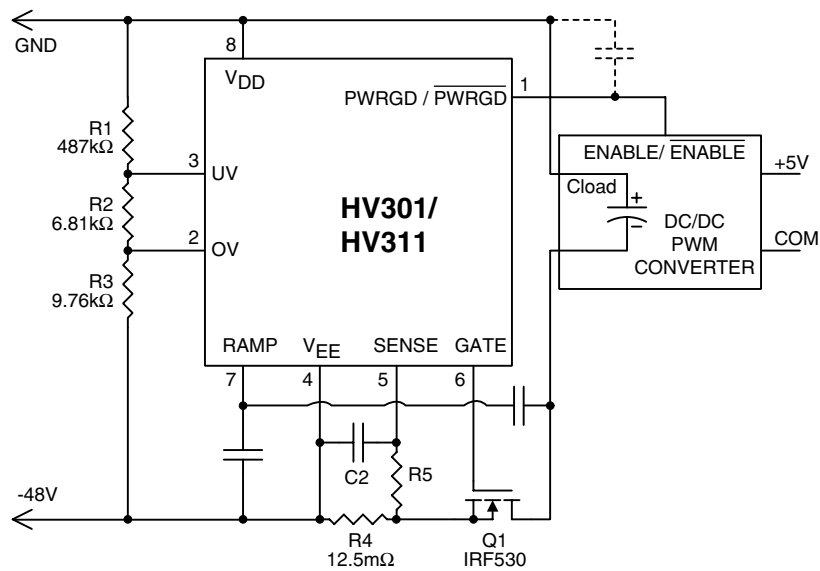 GND
8
VDD
1
PWRGD / PWRGD
R1
487kΩ
ENABLE/ ENABLE
+5V
3
UV
Cload
+
R2
6.81kΩ
HV301/
HV311
−
DC/DC
PWM
CONVERTER
COM
2
OV
R3
9.76kΩ
RAMP
VEE
SENSE
GATE
7
4
5
6
C2
R5
-48V
R4
12.5mΩ
Q1
IRF530